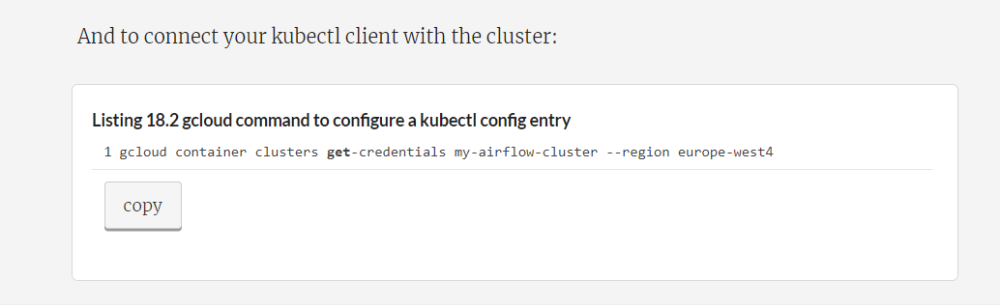 And to connect your kubectl client with the cluster:
Listing 18.2 gcloud command to configure a kubectl config entry
1 gcloud container clusters get-credentials my-airflow-cluster --region europe-west4
copy